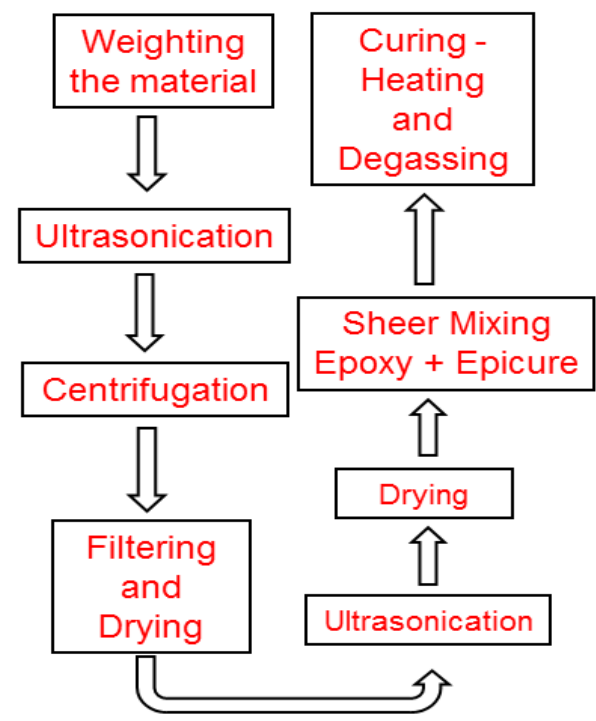 Weighting
the material
Ultrasonication
Centrifugation
Filtering
and
Drying
Ultrasonication
Drying
Sheer Mixing
Epoxy + Epicure
Curing -
Heating
and
Degassing